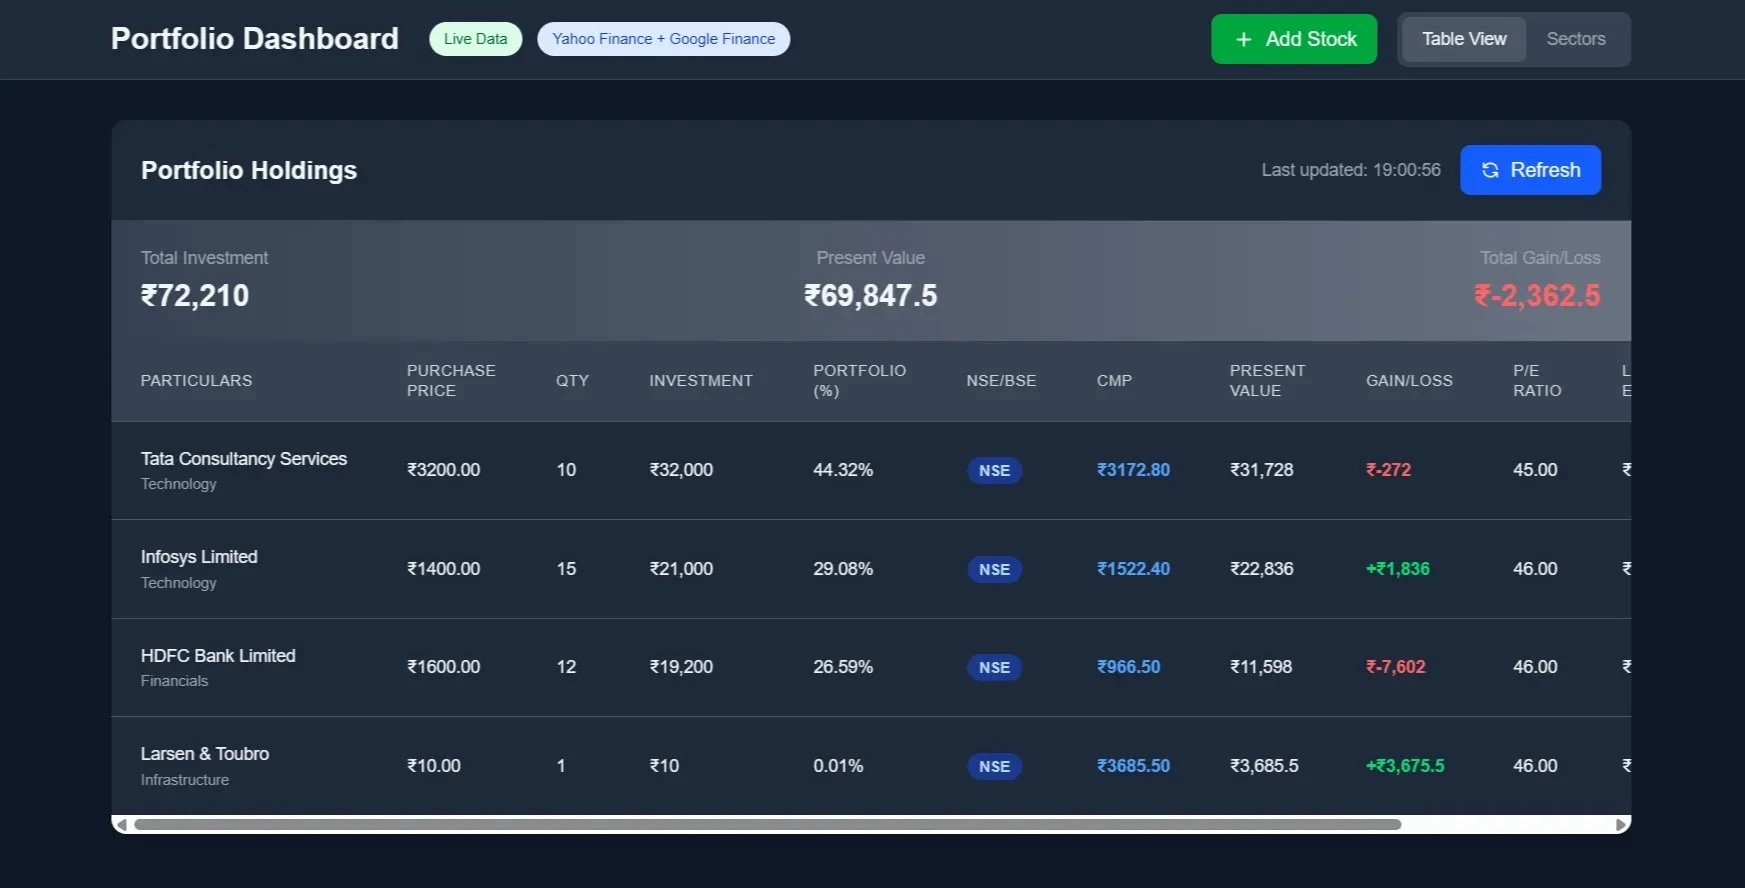 Portfolio Dashboard Live Data Yahoo Finance + Google Finance + Add Stock Table View Sectors
Portfolio Holdings Last updated: 19:00:56 Refresh
Total Investment Present Value Total Gain/Loss
₹72,210 ₹69,847.5 ₹-2,362.5
PARTICULARS PURCHASE PRICE QTY INVESTMENT PORTFOLIO (%) NSE/BSE CMP PRESENT VALUE GAIN/LOSS P/E RATIO L E
Tata Consultancy Services ₹3200.00 10 ₹32,000 44.32% NSE ₹3172.80 ₹31,728 ₹-272 45.00 ₹
Technology
Infosys Limited ₹1400.00 15 ₹21,000 29.08% NSE ₹1522.40 ₹22,836 +₹1,836 46.00 ₹
Technology
HDFC Bank Limited ₹1600.00 12 ₹19,200 26.59% NSE ₹966.50 ₹11,598 ₹-7,602 46.00 ₹
Financials
Larsen & Toubro ₹10.00 1 ₹10 0.01% NSE ₹3685.50 ₹3,685.5 +₹3,675.5 46.00 ₹
Infrastructure